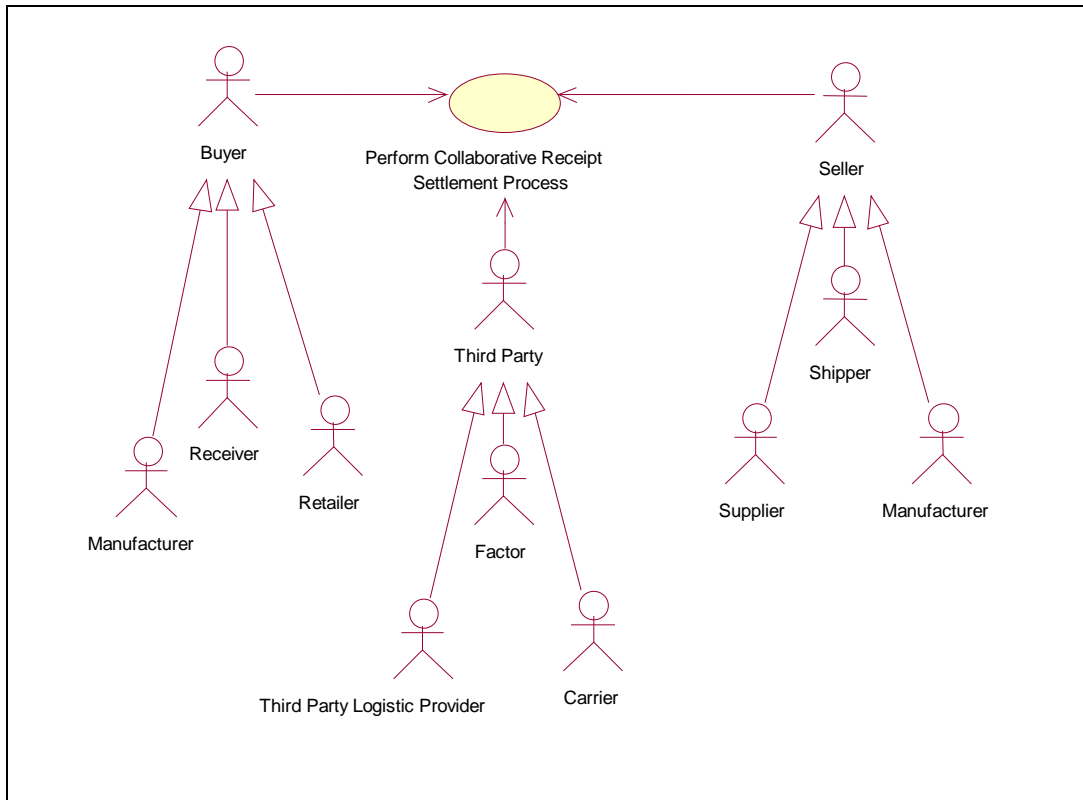 Buyer
Perform Collaborative Receipt
Settlement Process
Seller
Third Party
Shipper
Receiver
Retailer
Supplier
Manufacturer
Manufacturer
Factor
Third Party Logistic Provider
Carrier